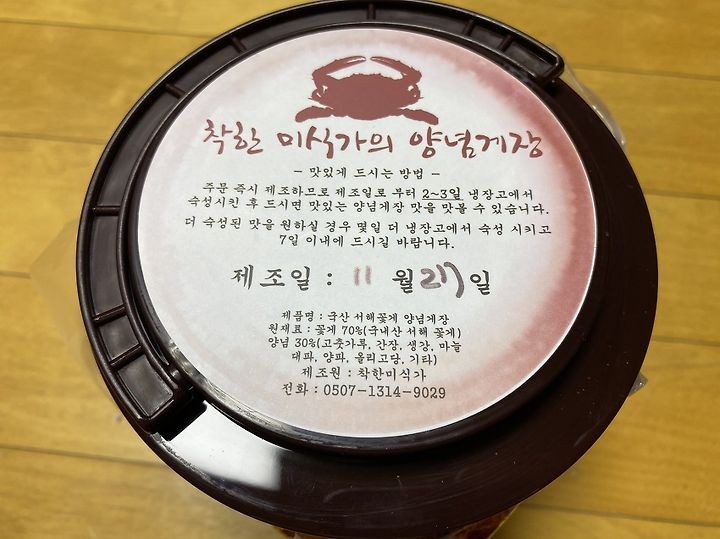 착한 미식가의 양념게장
- 맛있게 드시는 방법 -
주문 즉시 제조하므로 제조일로 부터 2~3일 냉장고에서
숙성시킨 후 드시면 맛있는 양념게장 맛을 맛볼 수 있습니다.
더 숙성된 맛을 원하실 경우 몇일 더 냉장고에서 숙성 시키고
7일 이내에 드시길 바랍니다.
제조일 : 11 월 27 일
제품명 : 국산 서해꽃게 양념게장
원재료 : 꽃게 70%(국내산 서해 꽃게)
양념 30%(고춧가루, 간장, 생강, 마늘
대파, 양파, 올리고당, 기타)
제조원 : 착한미식가
전화 : 0507-1314-9029